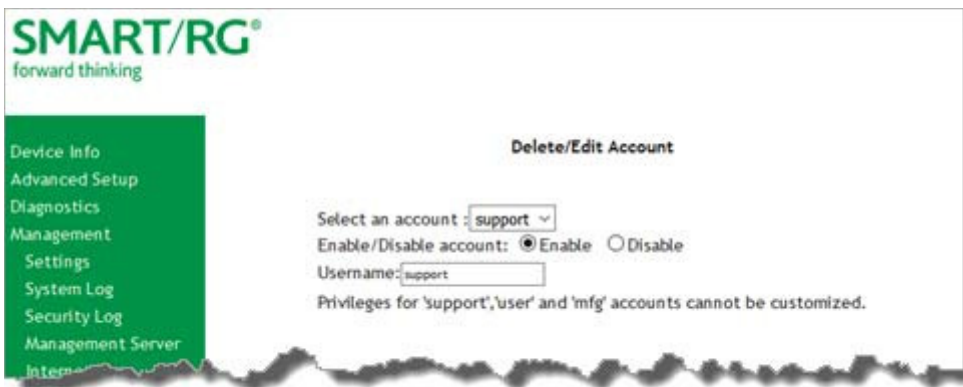 SMART/RG®
forward thinking
Device Info
Advanced Setup
Diagnostics
Management
Settings
System Log
Security Log
Management Server
Delete/Edit Account
Select an account : support
Enable/Disable account: Enable Disable
Username: support
Privileges for 'support','user' and 'mfg' accounts cannot be customized.